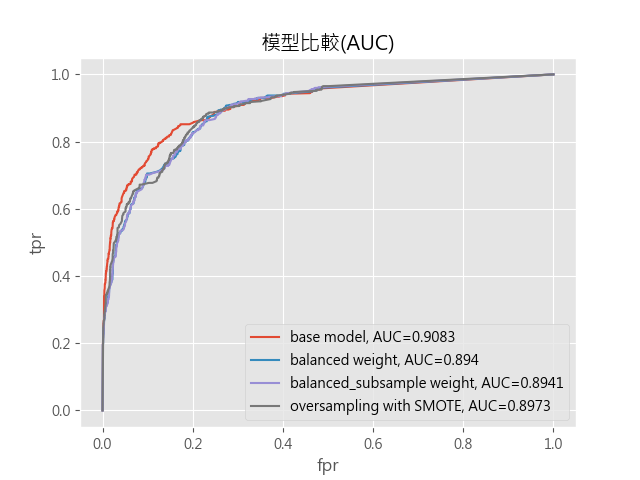 模型比較(AUC)
tpr
1.0
0.8
0.6
0.4
0.2
0.0
base model, AUC=0.9083
balanced weight, AUC=0.894
balanced_subsample weight, AUC=0.8941
oversampling with SMOTE, AUC=0.8973
0.0 0.2 0.4 0.6 0.8 1.0
fpr